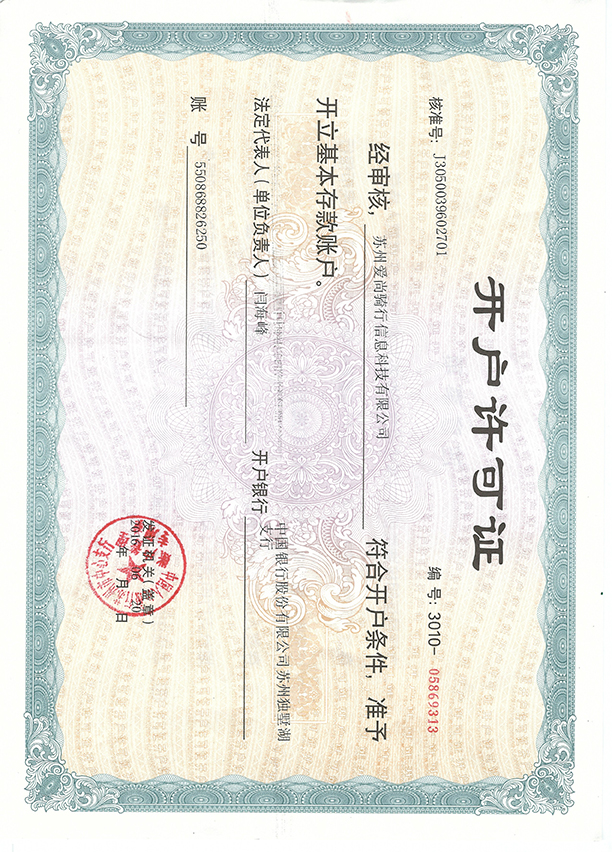 开户许可证
核准号: J3050039602701
编 号: 3010- 05869313
经审核, 苏州爱尚骑行信息科技有限公司 符合开户条件, 准予
开立基本存款账户。
法定代表人(单位负责人) 闫海峰 开户银行 中国银行股份有限公司苏州独墅湖
支行
账 号 550868826250
发证机关(盖章)
2016年 06 月 20 日